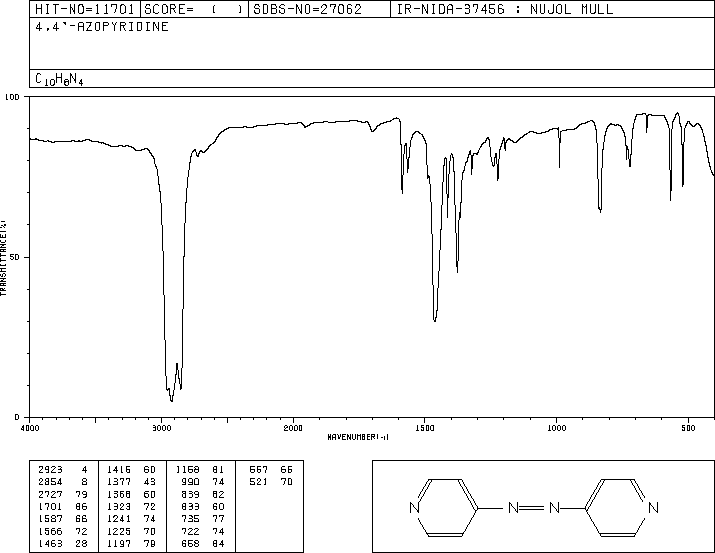 HIT-NO=11701 SCORE= ( ) SDBS-NO=27062 IR-NIDA-37456 : NUJOL MULL
4,4'-AZOPYRIDINE
C10H8N4
100
50
0
TRANSMITTANCE(%)
4000 3000 2000 1500 1000 500
WAVENUMBER(-1)
2923 4 1416 60 1168 81 567 66
2854 8 1377 43 990 74 521 70
2727 79 1368 60 839 62
1701 86 1323 72 833 60
1587 66 1241 74 735 77
1566 72 1225 70 722 74
1463 28 1197 79 658 84
N N N N